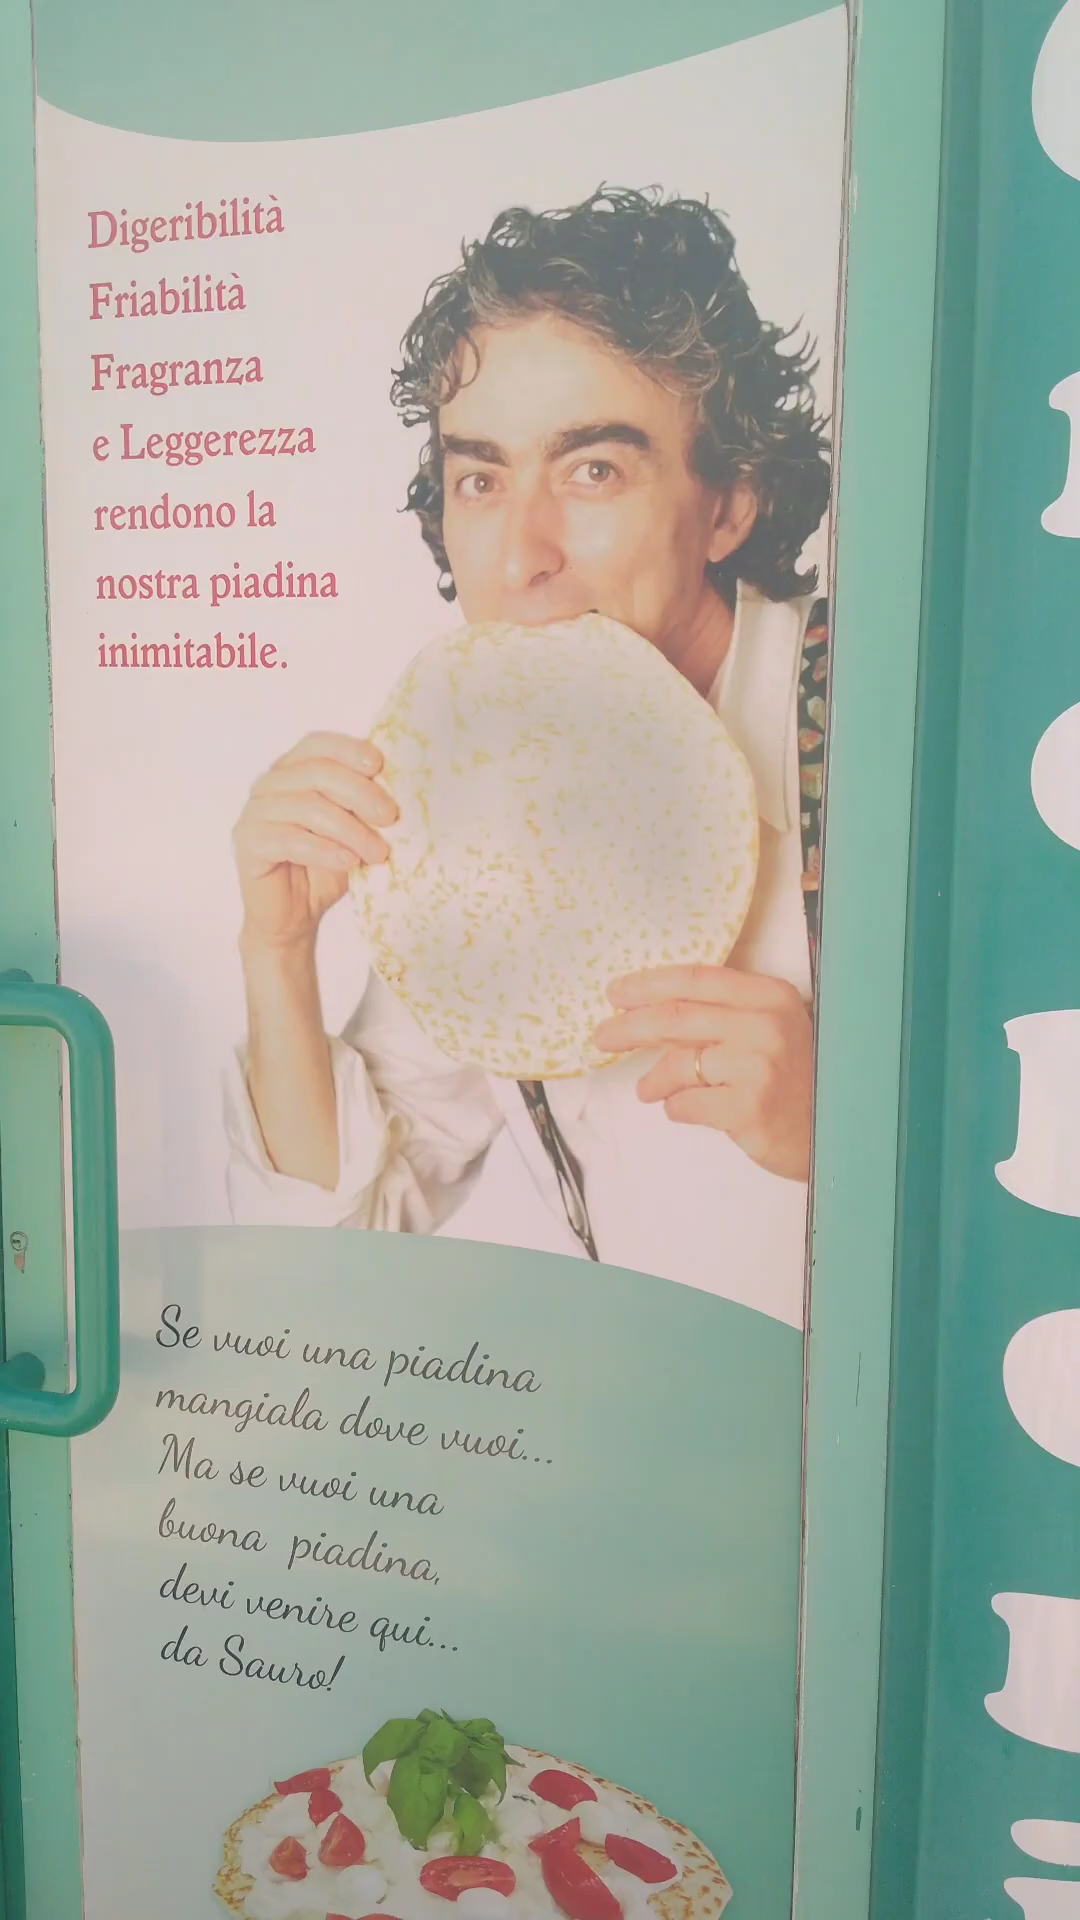 Digeribilità
Friabilità
Fragranza
e Leggerezza
rendono la
nostra piadina
inimitabile.
Se vuoi una piadina
mangiala dove vuoi...
Ma se vuoi una
buona piadina,
devi venire qui...
da Sauro!